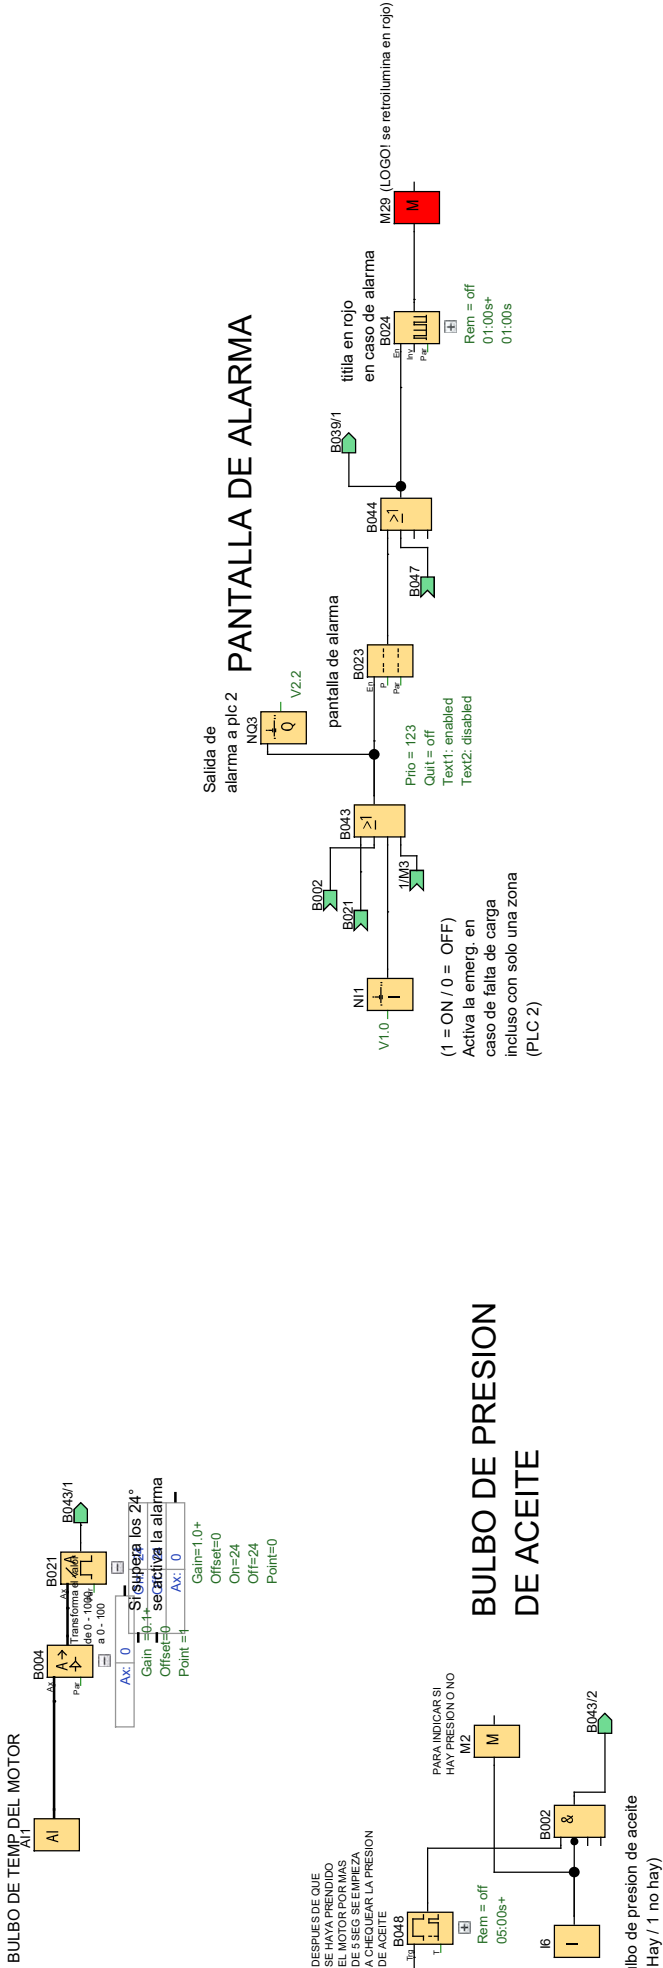 BULBO DE TEMP DEL MOTOR
AI1
AI
B004
A→
Ax
Par
Ax: 0
Gain =0.1+
Offset=0
Point =1
Transforma el valor
de 0 - 1000
a 0 - 100
B021
Ax
Par
B043/1
Si supera los 24°
se activa la alarma
Ax: 0
Gain=1.0+
Offset=0
On=24
Off=24
Point=0
BULBO DE PRESION
DE ACEITE
DESPUES DE QUE
SE HAYA PRENDIDO
EL MOTOR POR MAS
DE 5 SEG SE EMPIEZA
A CHEQUEAR LA PRESION
DE ACEITE
B048
Trg
T
Rem = off
05:00s+
PARA INDICAR SI
HAY PRESION O NO
M2
M
B002
&
B043/2
I6
I
lbo de presion de aceite
Hay / 1 no hay)
PANTALLA DE ALARMA
Salida de
alarma a plc 2
NQ3
Q
V2.2
B002
B021
B043
≥1
1/M3
NI1
I
V1.0
(1 = ON / 0 = OFF)
Activa la emerg. en
caso de falta de carga
incluso con solo una zona
(PLC 2)
pantalla de alarma
B023
En
P
Par
Prio = 123
Quit = off
Text1: enabled
Text2: disabled
B047
B044
≥1
B039/1
titila en rojo
en caso de alarma
B024
En
Inv
Par
Rem = off
01:00s+
01:00s
M29 (LOGO! se retroilumina en rojo)
M